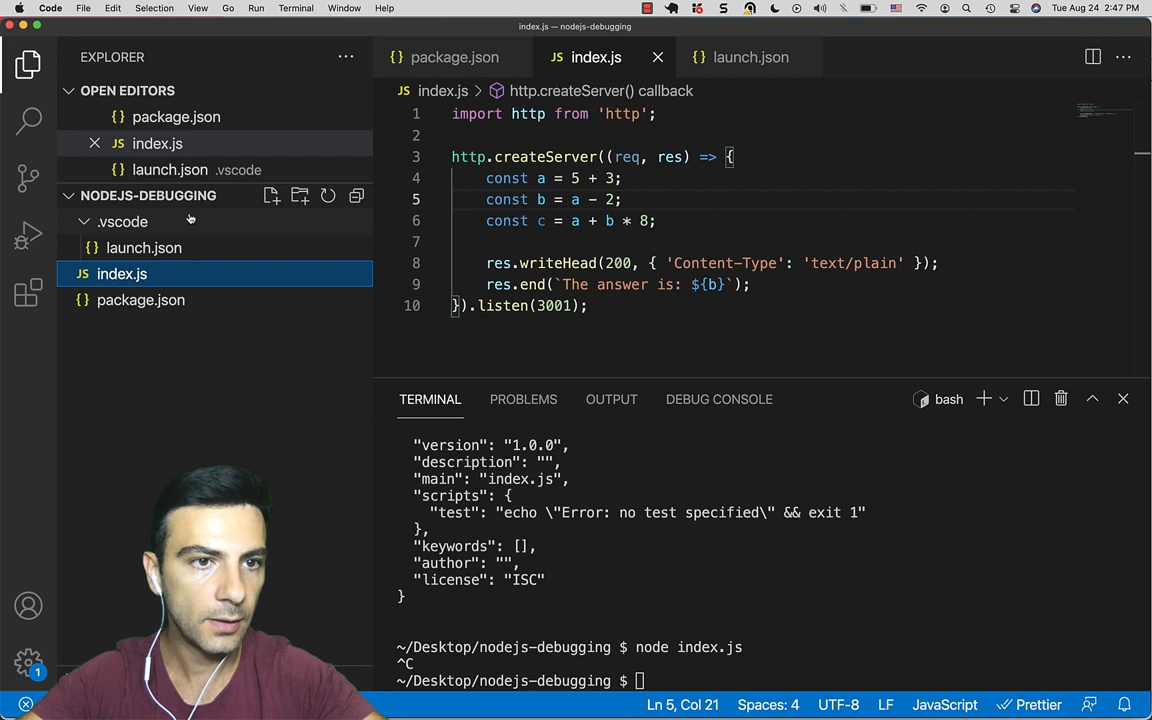 Code File Edit Selection View Go Run Terminal Window Help Tue Aug 24 2:47 PM
index.js — nodejs-debugging
EXPLORER
OPEN EDITORS
package.json
index.js
launch.json .vscode
NODEJS-DEBUGGING
.vscode
launch.json
index.js
package.json
package.json index.js launch.json
index.js > http.createServer() callback
1 import http from 'http';
2
3 http.createServer((req, res) => {
4 const a = 5 + 3;
5 const b = a - 2;
6 const c = a + b * 8;
7
8 res.writeHead(200, { 'Content-Type': 'text/plain' });
9 res.end(`The answer is: ${b}`);
10 }).listen(3001);
TERMINAL PROBLEMS OUTPUT DEBUG CONSOLE bash
"version": "1.0.0",
"description": "",
"main": "index.js",
"scripts": {
"test": "echo \"Error: no test specified\" && exit 1"
},
"keywords": [],
"author": "",
"license": "ISC"
}
~/Desktop/nodejs-debugging $ node index.js
^C
~/Desktop/nodejs-debugging $
1
Ln 5, Col 21 Spaces: 4 UTF-8 LF JavaScript Prettier